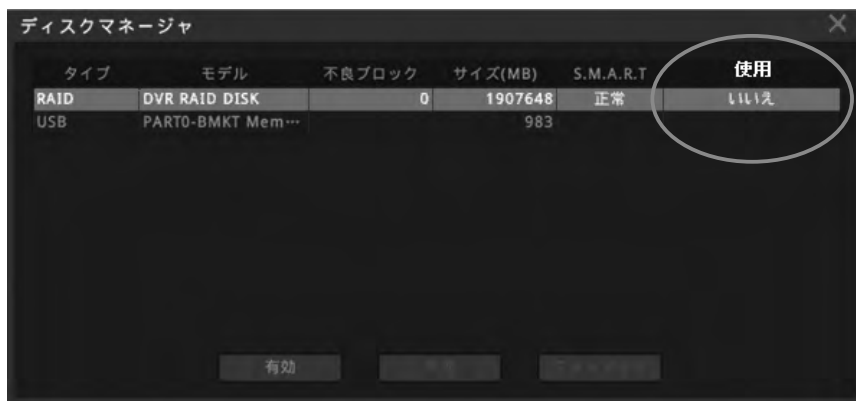 ディスクマネージャ
タイプ モデル 不良ブロック サイズ(MB) S.M.A.R.T 使用
RAID DVR RAID DISK 0 1907648 正常 いいえ
USB PART0-BMKT Mem… 983
有効